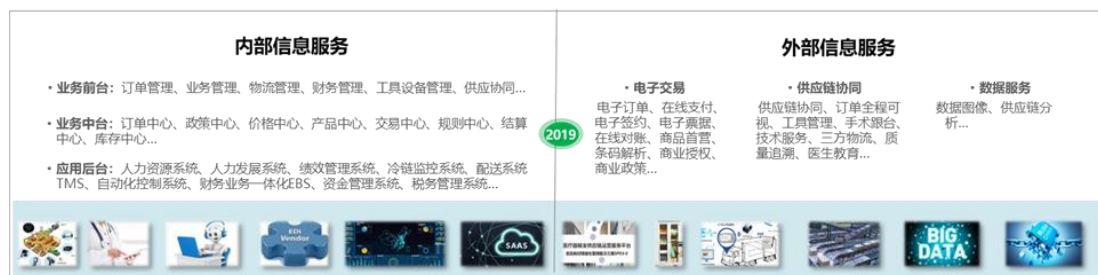 内部信息服务
• 业务前台：订单管理、业务管理、物流管理、财务管理、工具设备管理、供应协同...
• 业务中台：订单中心、政策中心、价格中心、产品中心、交易中心、规则中心、结算
中心、库存中心...
• 应用后台：人力资源系统、人力发展系统、绩效管理系统、冷链监控系统、配送系统
TMS、自动化控制系统、财务业务一体化EBS、资金管理系统、税务管理系统...
2019
外部信息服务
• 电子交易
电子订单、在线支付、
电子签约、电子票据、
在线对账、商品首营、
条码解析、商业授权、
商业政策...
• 供应链协同
供应链协同、订单全程可
视、工具管理、手术跟台、
技术服务、三方物流、质
量追溯、医生教育...
• 数据服务
数据图像、供应链分
析...
EDI
Vendor
SAAS
BIG
DATA